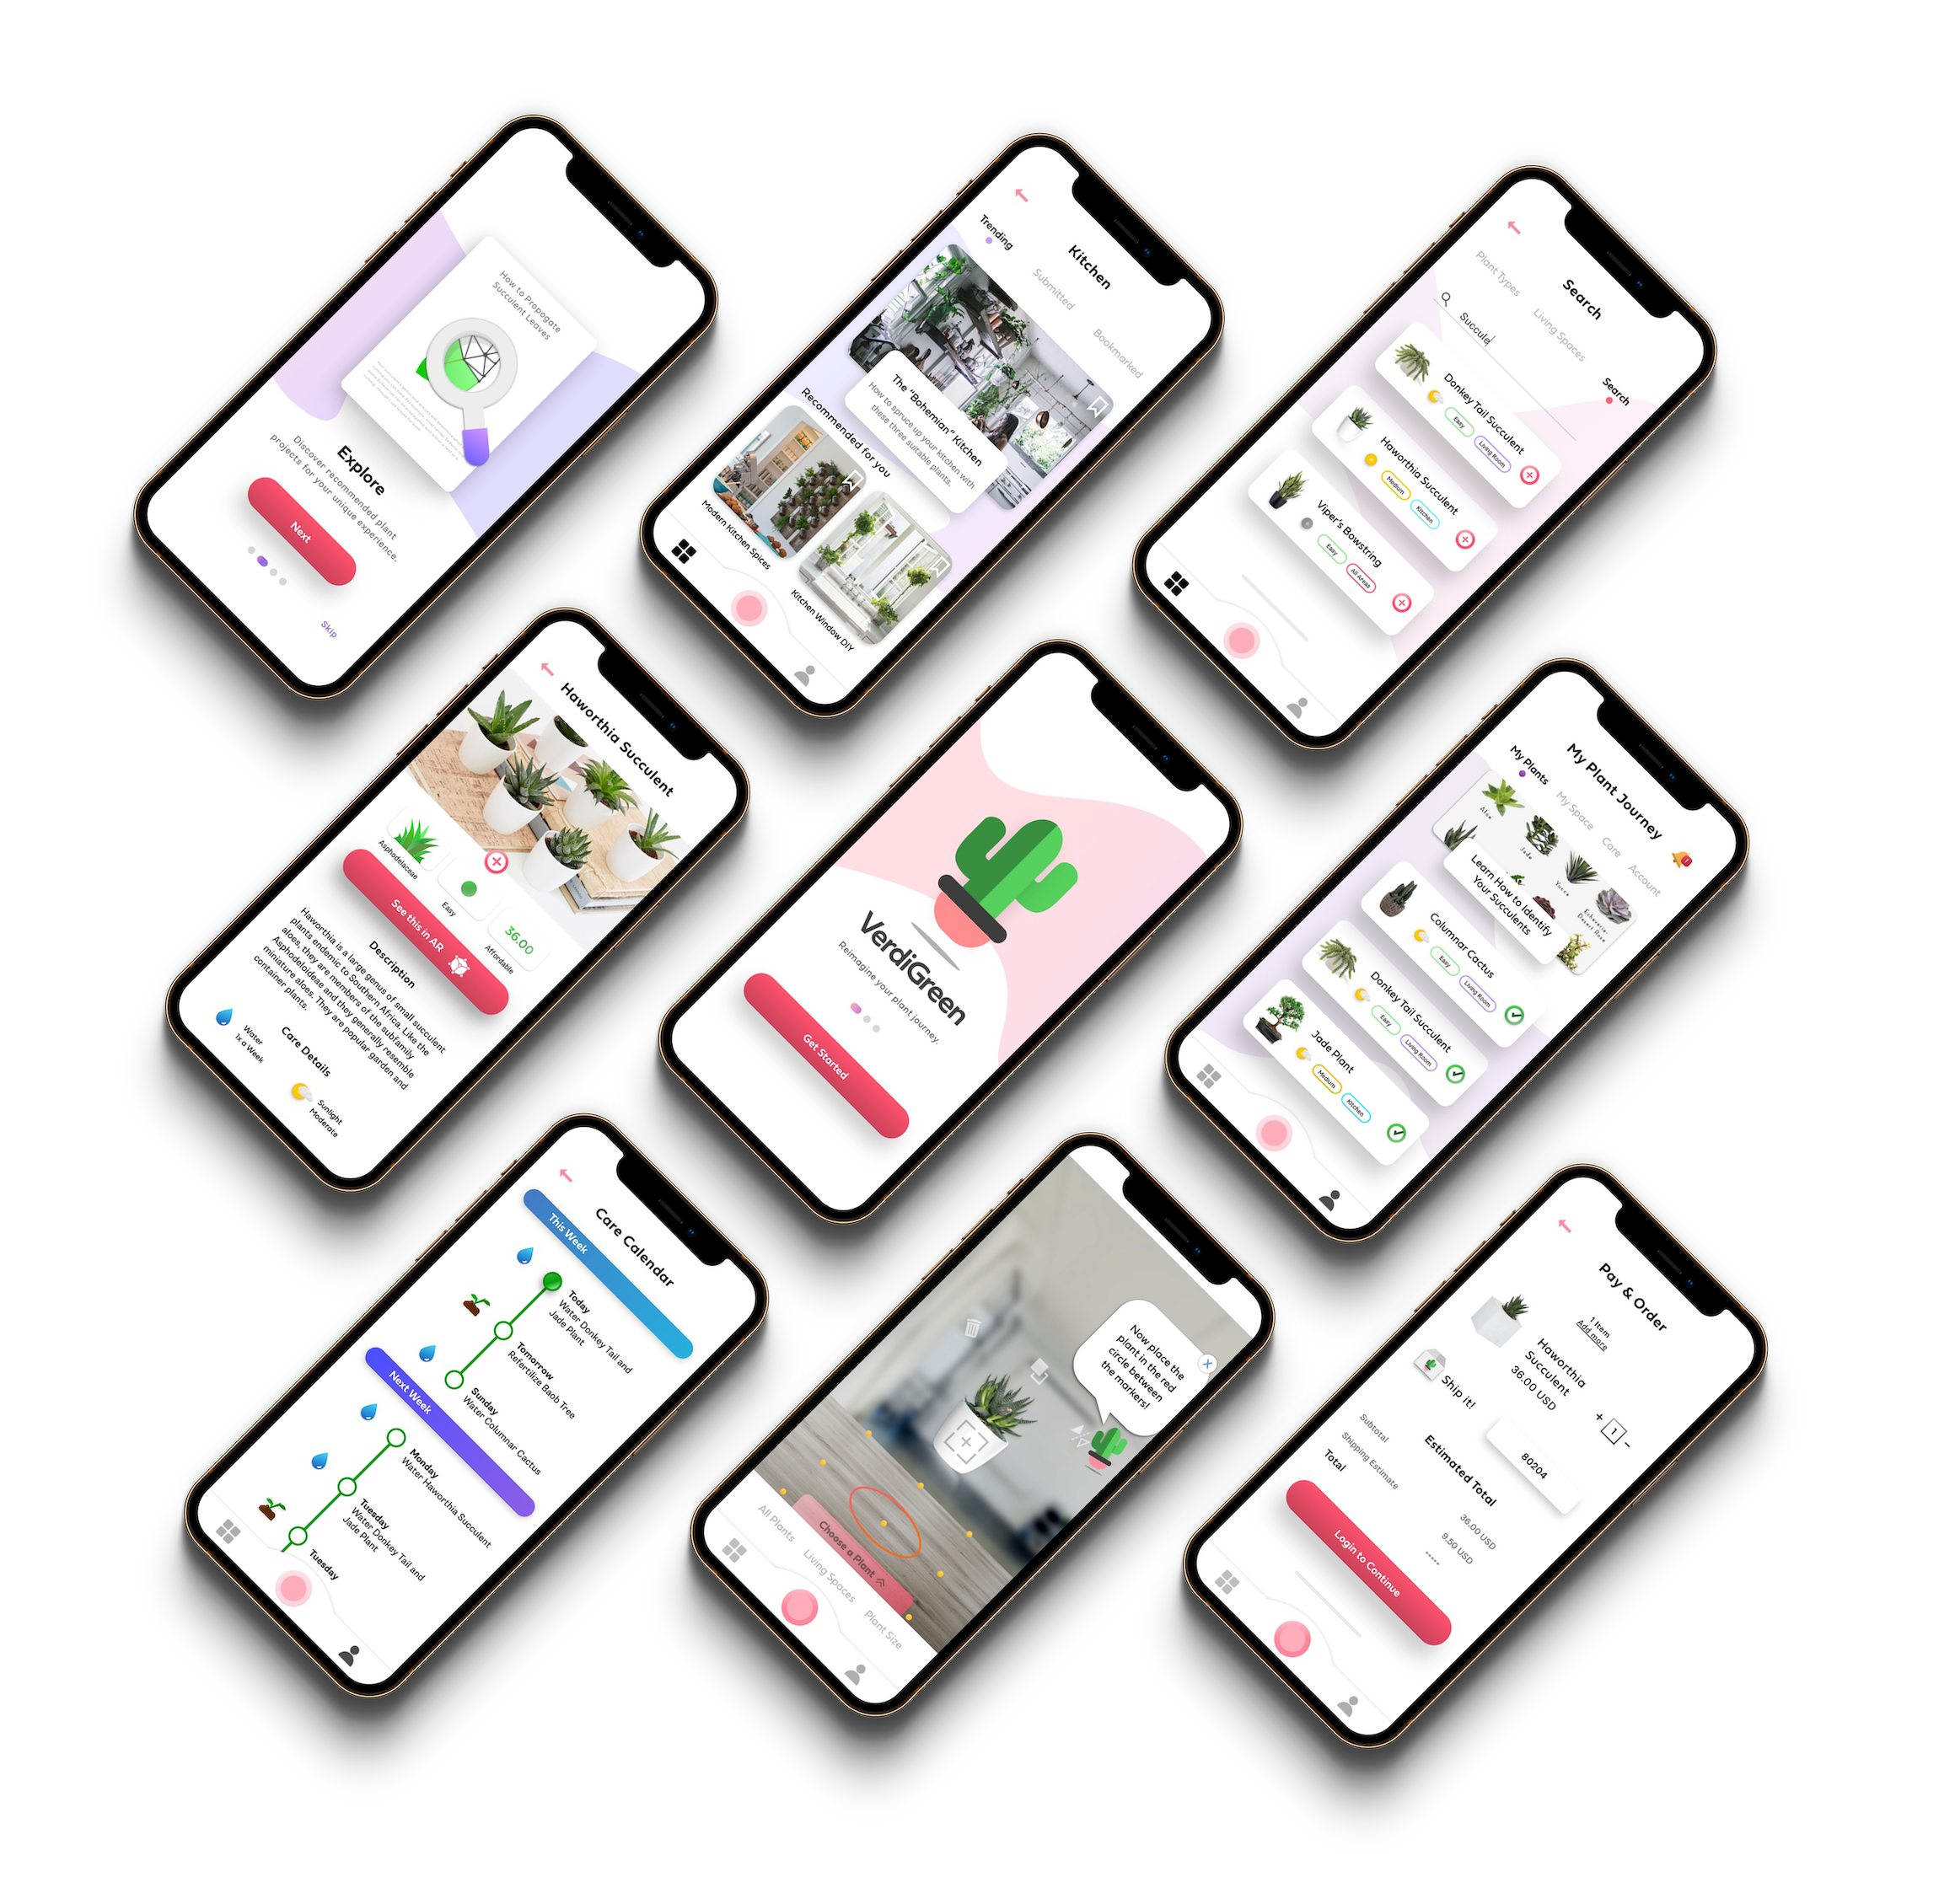 How to Propogate
Succulent Leaves
Explore
Discover recommended plant
projects for your unique experience.
Next
Skip
Kitchen
Trending
Submitted
Bookmarked
The "Bohemian" Kitchen
How to spruce up your kitchen with
these three suitable plants.
Recommended for you
Modern Kitchen Spices
Kitchen Window DIY
Search
Plant Types
Living Spaces
Search
Succule
Donkey Tail Succulent
Easy
Living Room
Haworthia Succulent
Medium
Kitchen
Viper's Bowstring
Easy
All Areas
Haworthia Succulent
Asphodelaceae
Easy
36.00
Affordable
See this in AR
Description
Haworthia is a large genus of small succulent
plants endemic to Southern Africa. Like the
aloes, they are members of the subfamily
Asphodeloideae and they generally resemble
miniature aloes. They are popular garden and
container plants.
Care Details
Water
1x a Week
Sunlight
Moderate
VerdiGreen
Reimagine your plant journey.
Get Started
My Plant Journey
1
My Plants
My Space
Care
Account
Aloe
Jade
Yucca
Echeveria
Desert Rose
Learn How to Identify
Your Succulents
Columnar Cactus
Easy
Living Room
Donkey Tail Succulent
Easy
Living Room
Jade Plant
Medium
Kitchen
Care Calendar
This Week
Today
Water Donkey Tail and
Jade Plant
Tomorrow
Refertilize Baob Tree
Sunday
Water Columnar Cactus
Next Week
Monday
Water Haworthia Succulent
Tuesday
Water Donkey Tail and
Jade Plant
Tuesday
Now place the
plant in the red
circle between
the markers!
Choose a Plant
All Plants
Living Spaces
Plant Size
Pay & Order
1 Item
Add more
Haworthia
Succulent
36.00 USD
+ 1 -
Ship it!
80204
Estimated Total
Subtotal
36.00 USD
Shipping Estimate
8.50 USD
Total
*****
Login to Continue